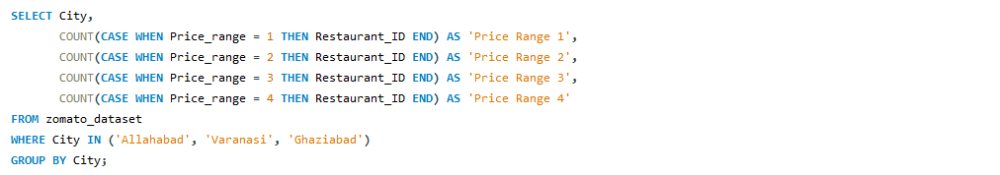 SELECT City,
COUNT(CASE WHEN Price_range = 1 THEN Restaurant_ID END) AS 'Price Range 1',
COUNT(CASE WHEN Price_range = 2 THEN Restaurant_ID END) AS 'Price Range 2',
COUNT(CASE WHEN Price_range = 3 THEN Restaurant_ID END) AS 'Price Range 3',
COUNT(CASE WHEN Price_range = 4 THEN Restaurant_ID END) AS 'Price Range 4'
FROM zomato_dataset
WHERE City IN ('Allahabad', 'Varanasi', 'Ghaziabad')
GROUP BY City;